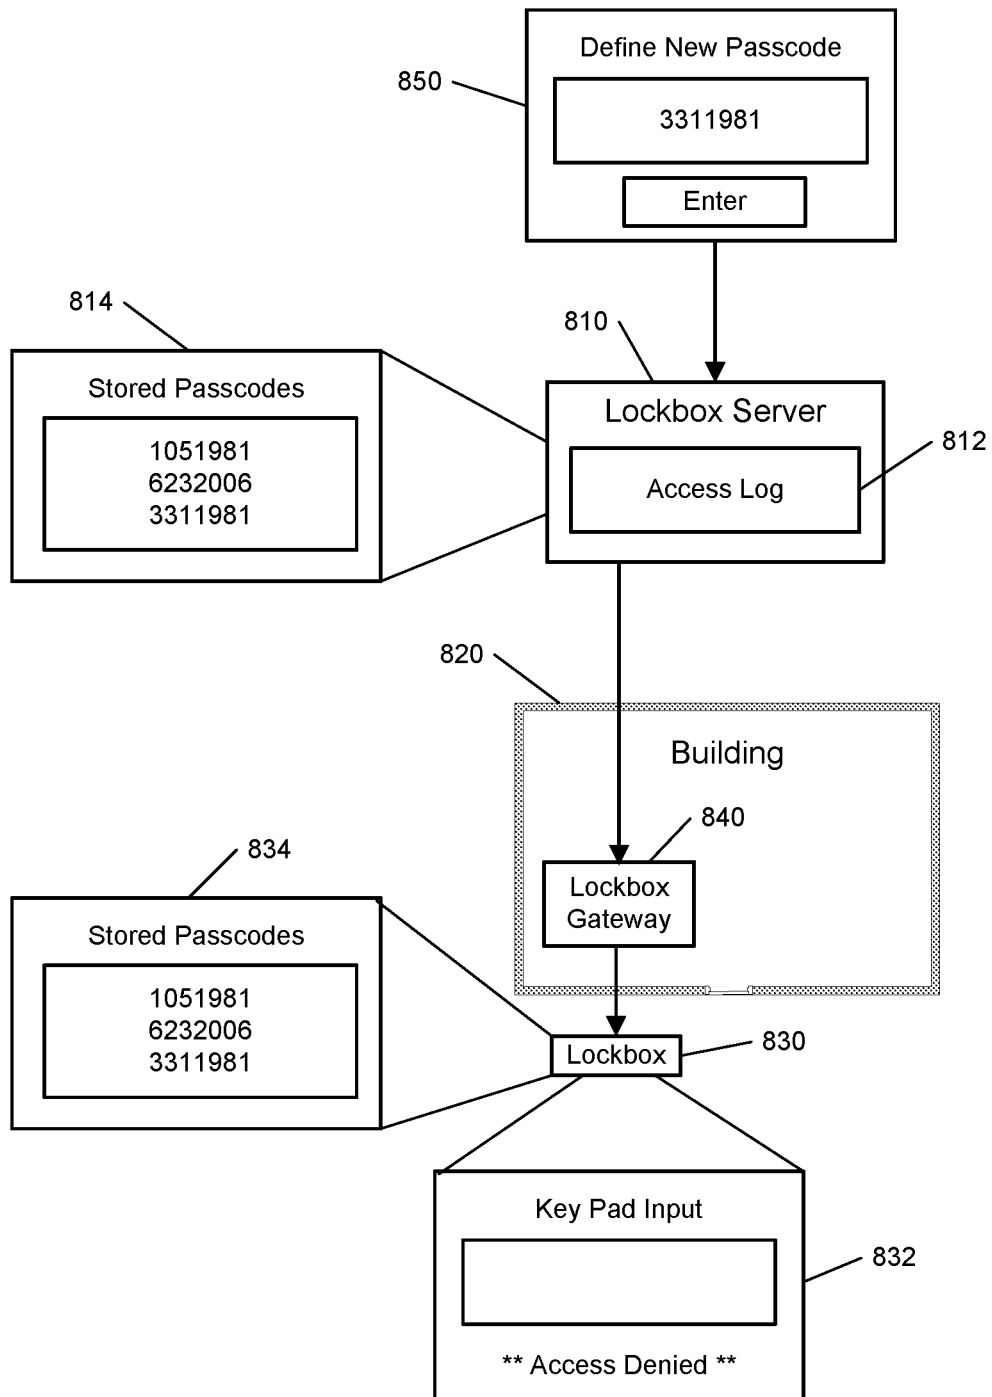 Define New Passcode
850
3311981
Enter
814
810
Stored Passcodes
1051981
6232006
3311981
Lockbox Server
812
Access Log
820
Building
840
834
Lockbox
Gateway
Stored Passcodes
1051981
6232006
3311981
Lockbox
830
Key Pad Input
832
** Access Denied **